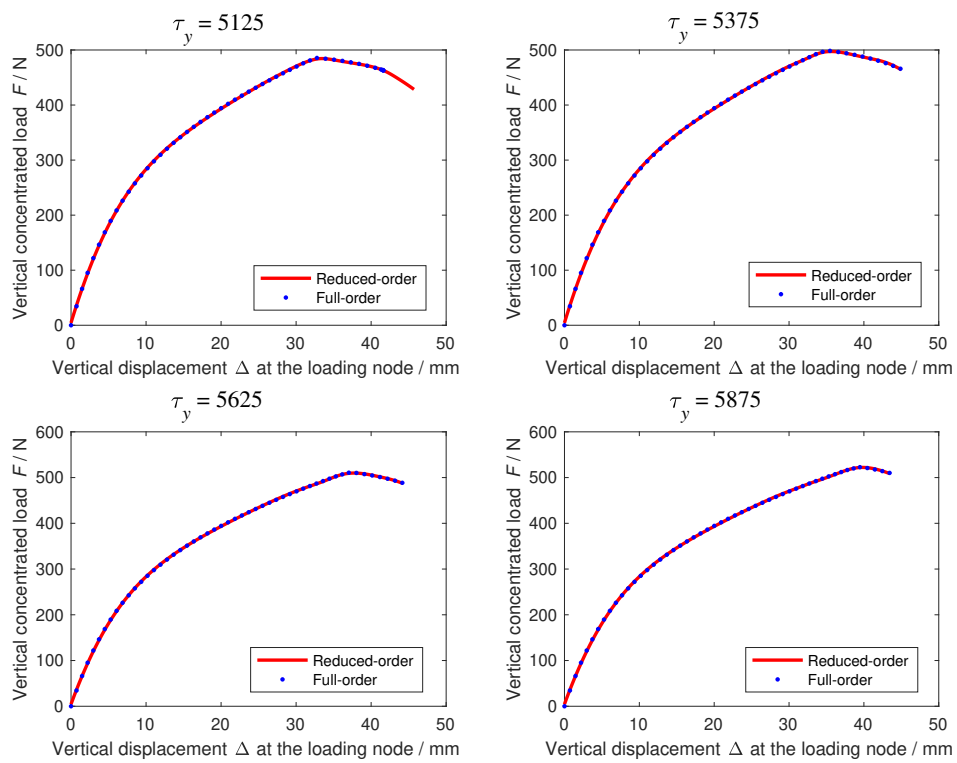 τ_y = 5125
500
400
300
200
100
0
Vertical concentrated load F / N
Reduced-order
Full-order
0 10 20 30 40 50
Vertical displacement Δ at the loading node / mm
τ_y = 5375
500
400
300
200
100
0
Vertical concentrated load F / N
Reduced-order
Full-order
0 10 20 30 40 50
Vertical displacement Δ at the loading node / mm
τ_y = 5625
600
500
400
300
200
100
0
Vertical concentrated load F / N
Reduced-order
Full-order
0 10 20 30 40 50
Vertical displacement Δ at the loading node / mm
τ_y = 5875
600
500
400
300
200
100
0
Vertical concentrated load F / N
Reduced-order
Full-order
0 10 20 30 40 50
Vertical displacement Δ at the loading node / mm